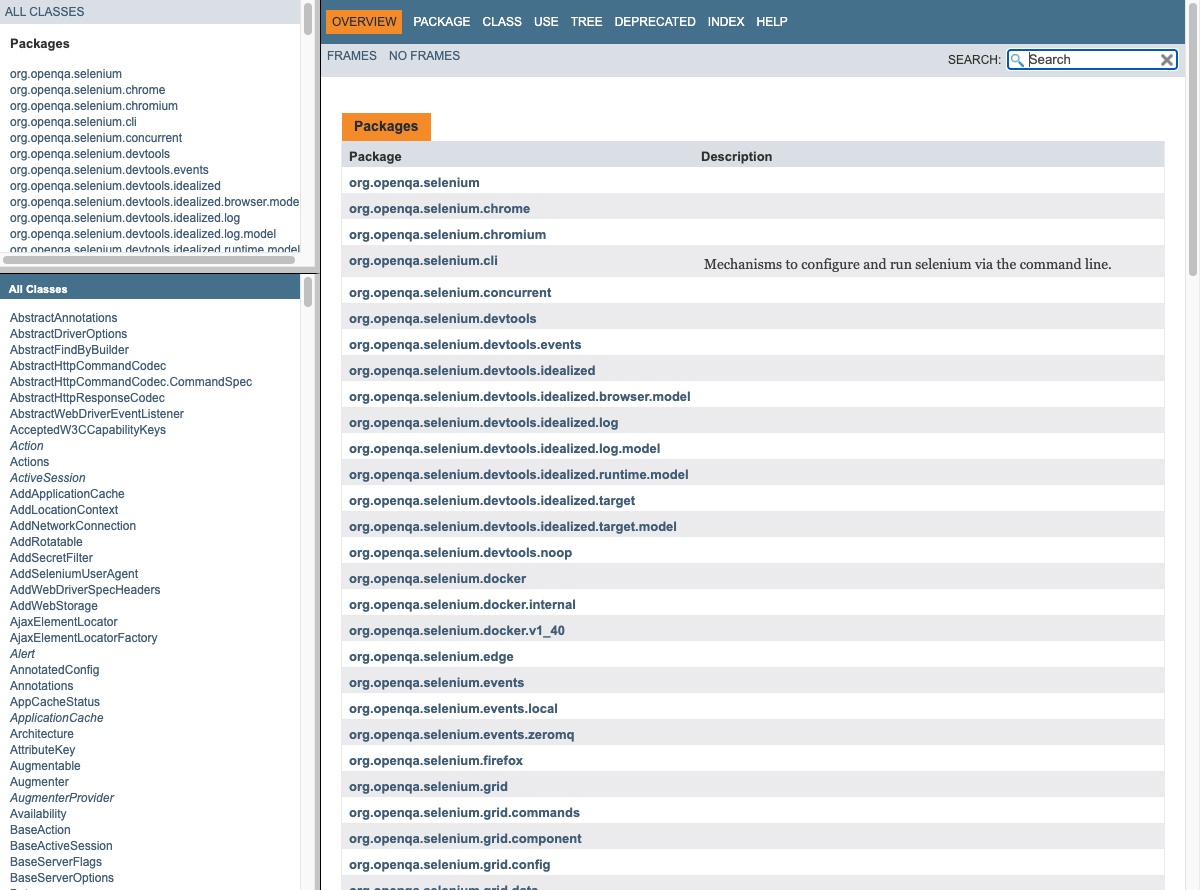 ALL CLASSES
Packages
org.openqa.selenium
org.openqa.selenium.chrome
org.openqa.selenium.chromium
org.openqa.selenium.cli
org.openqa.selenium.concurrent
org.openqa.selenium.devtools
org.openqa.selenium.devtools.events
org.openqa.selenium.devtools.idealized
org.openqa.selenium.devtools.idealized.browser.mode
org.openqa.selenium.devtools.idealized.log
org.openqa.selenium.devtools.idealized.log.model
org.openqa.selenium.devtools.idealized.runtime.model
All Classes
AbstractAnnotations
AbstractDriverOptions
AbstractFindByBuilder
AbstractHttpCommandCodec
AbstractHttpCommandCodec.CommandSpec
AbstractHttpResponseCodec
AbstractWebDriverEventListener
AcceptedW3CCapabilityKeys
Action
Actions
ActiveSession
AddApplicationCache
AddLocationContext
AddNetworkConnection
AddRotatable
AddSecretFilter
AddSeleniumUserAgent
AddWebDriverSpecHeaders
AddWebStorage
AjaxElementLocator
AjaxElementLocatorFactory
Alert
AnnotatedConfig
Annotations
AppCacheStatus
ApplicationCache
Architecture
AttributeKey
Augmentable
Augmenter
AugmenterProvider
Availability
BaseAction
BaseActiveSession
BaseServerFlags
BaseServerOptions
OVERVIEW PACKAGE CLASS USE TREE DEPRECATED INDEX HELP
FRAMES NO FRAMES
SEARCH: Search
Packages
Package Description
org.openqa.selenium
org.openqa.selenium.chrome
org.openqa.selenium.chromium
org.openqa.selenium.cli Mechanisms to configure and run selenium via the command line.
org.openqa.selenium.concurrent
org.openqa.selenium.devtools
org.openqa.selenium.devtools.events
org.openqa.selenium.devtools.idealized
org.openqa.selenium.devtools.idealized.browser.model
org.openqa.selenium.devtools.idealized.log
org.openqa.selenium.devtools.idealized.log.model
org.openqa.selenium.devtools.idealized.runtime.model
org.openqa.selenium.devtools.idealized.target
org.openqa.selenium.devtools.idealized.target.model
org.openqa.selenium.devtools.noop
org.openqa.selenium.docker
org.openqa.selenium.docker.internal
org.openqa.selenium.docker.v1_40
org.openqa.selenium.edge
org.openqa.selenium.events
org.openqa.selenium.events.local
org.openqa.selenium.events.zeromq
org.openqa.selenium.firefox
org.openqa.selenium.grid
org.openqa.selenium.grid.commands
org.openqa.selenium.grid.component
org.openqa.selenium.grid.config
org.openqa.selenium.grid.data